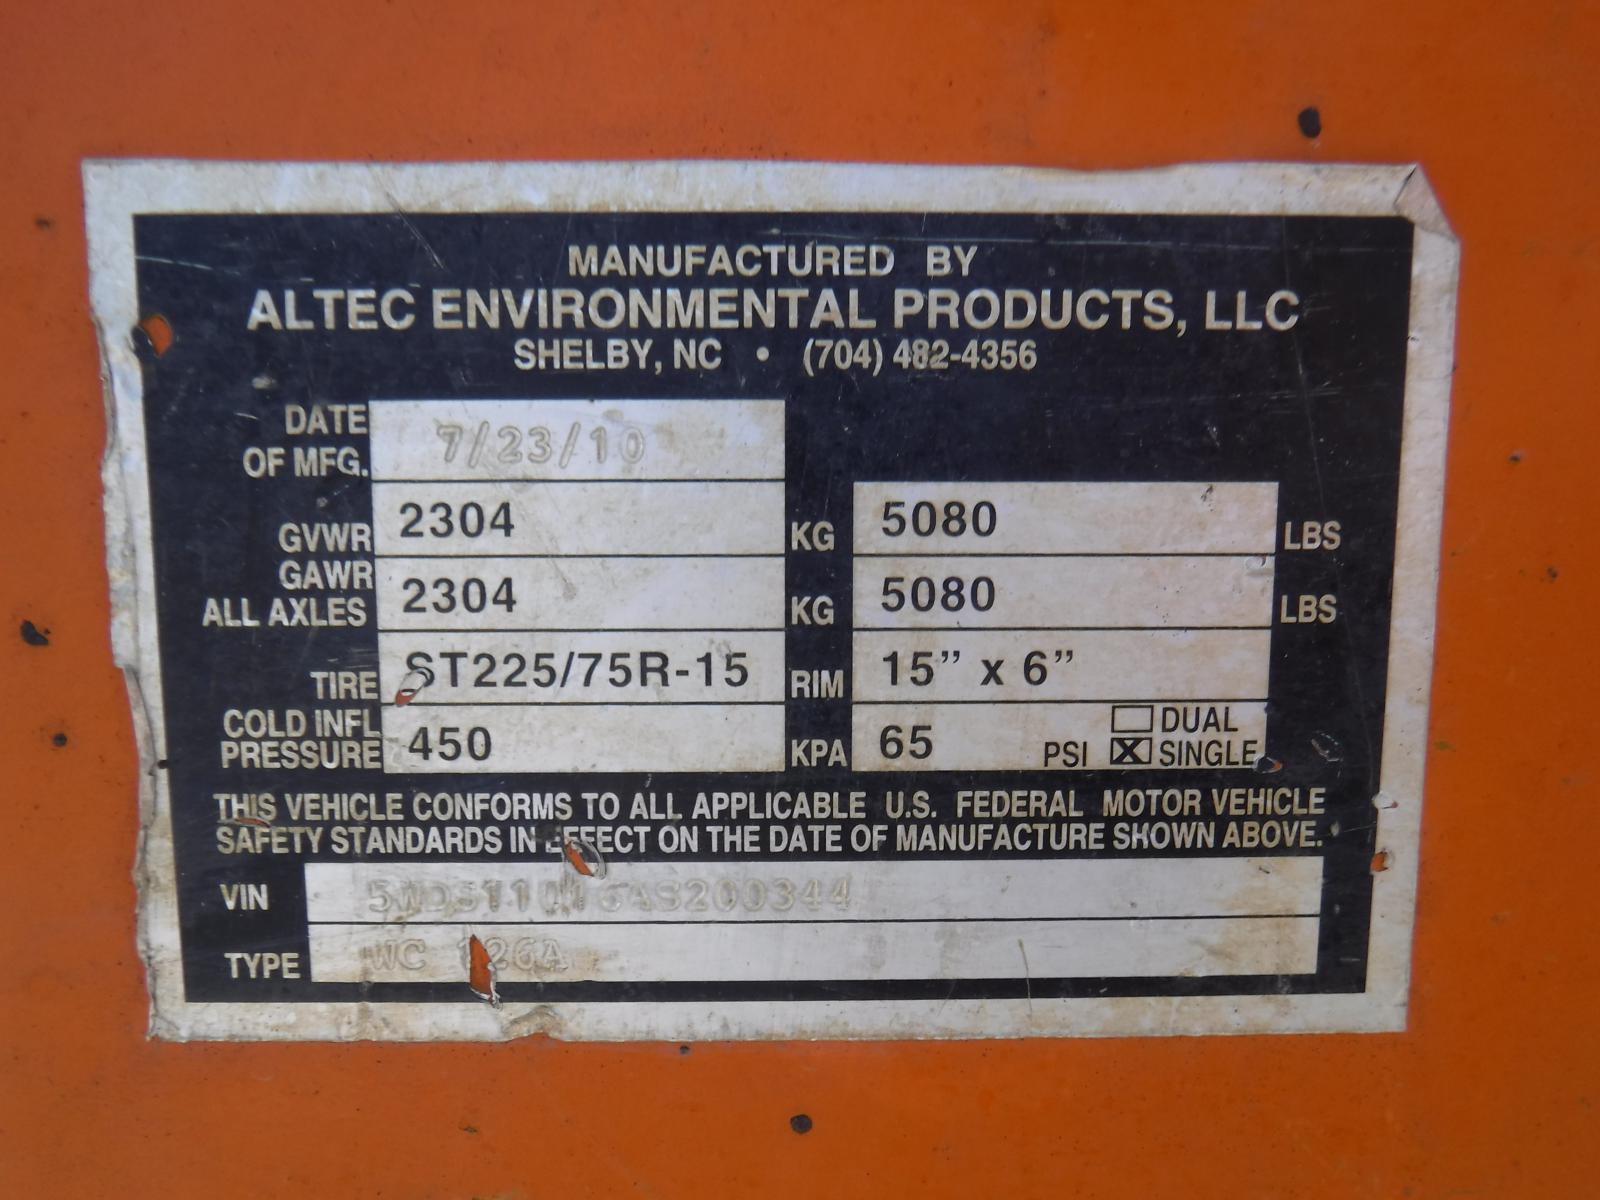 MANUFACTURED BY
ALTEC ENVIRONMENTAL PRODUCTS, LLC
SHELBY, NC • (704) 482-4356
DATE OF MFG. 7/23/10
GVWR 2304 KG 5080 LBS
GAWR ALL AXLES 2304 KG 5080 LBS
TIRE ST225/75R-15 RIM 15” x 6”
COLD INFL PRESSURE 450 KPA 65 PSI DUAL SINGLE
THIS VEHICLE CONFORMS TO ALL APPLICABLE U.S. FEDERAL MOTOR VEHICLE
SAFETY STANDARDS IN EFFECT ON THE DATE OF MANUFACTURE SHOWN ABOVE.
VIN
TYPE WC 126A